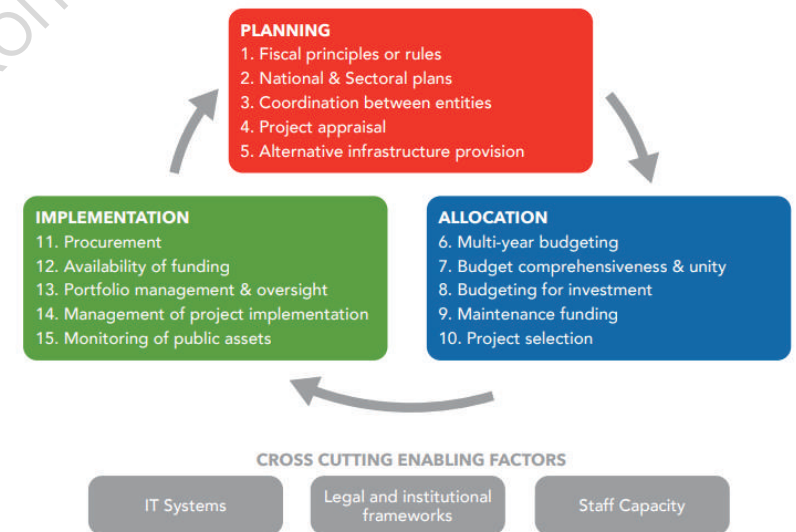 PLANNING
1. Fiscal principles or rules
2. National & Sectoral plans
3. Coordination between entities
4. Project appraisal
5. Alternative infrastructure provision
IMPLEMENTATION
11. Procurement
12. Availability of funding
13. Portfolio management & oversight
14. Management of project implementation
15. Monitoring of public assets
ALLOCATION
6. Multi-year budgeting
7. Budget comprehensiveness & unity
8. Budgeting for investment
9. Maintenance funding
10. Project selection
CROSS CUTTING ENABLING FACTORS
IT Systems
Legal and institutional
frameworks
Staff Capacity